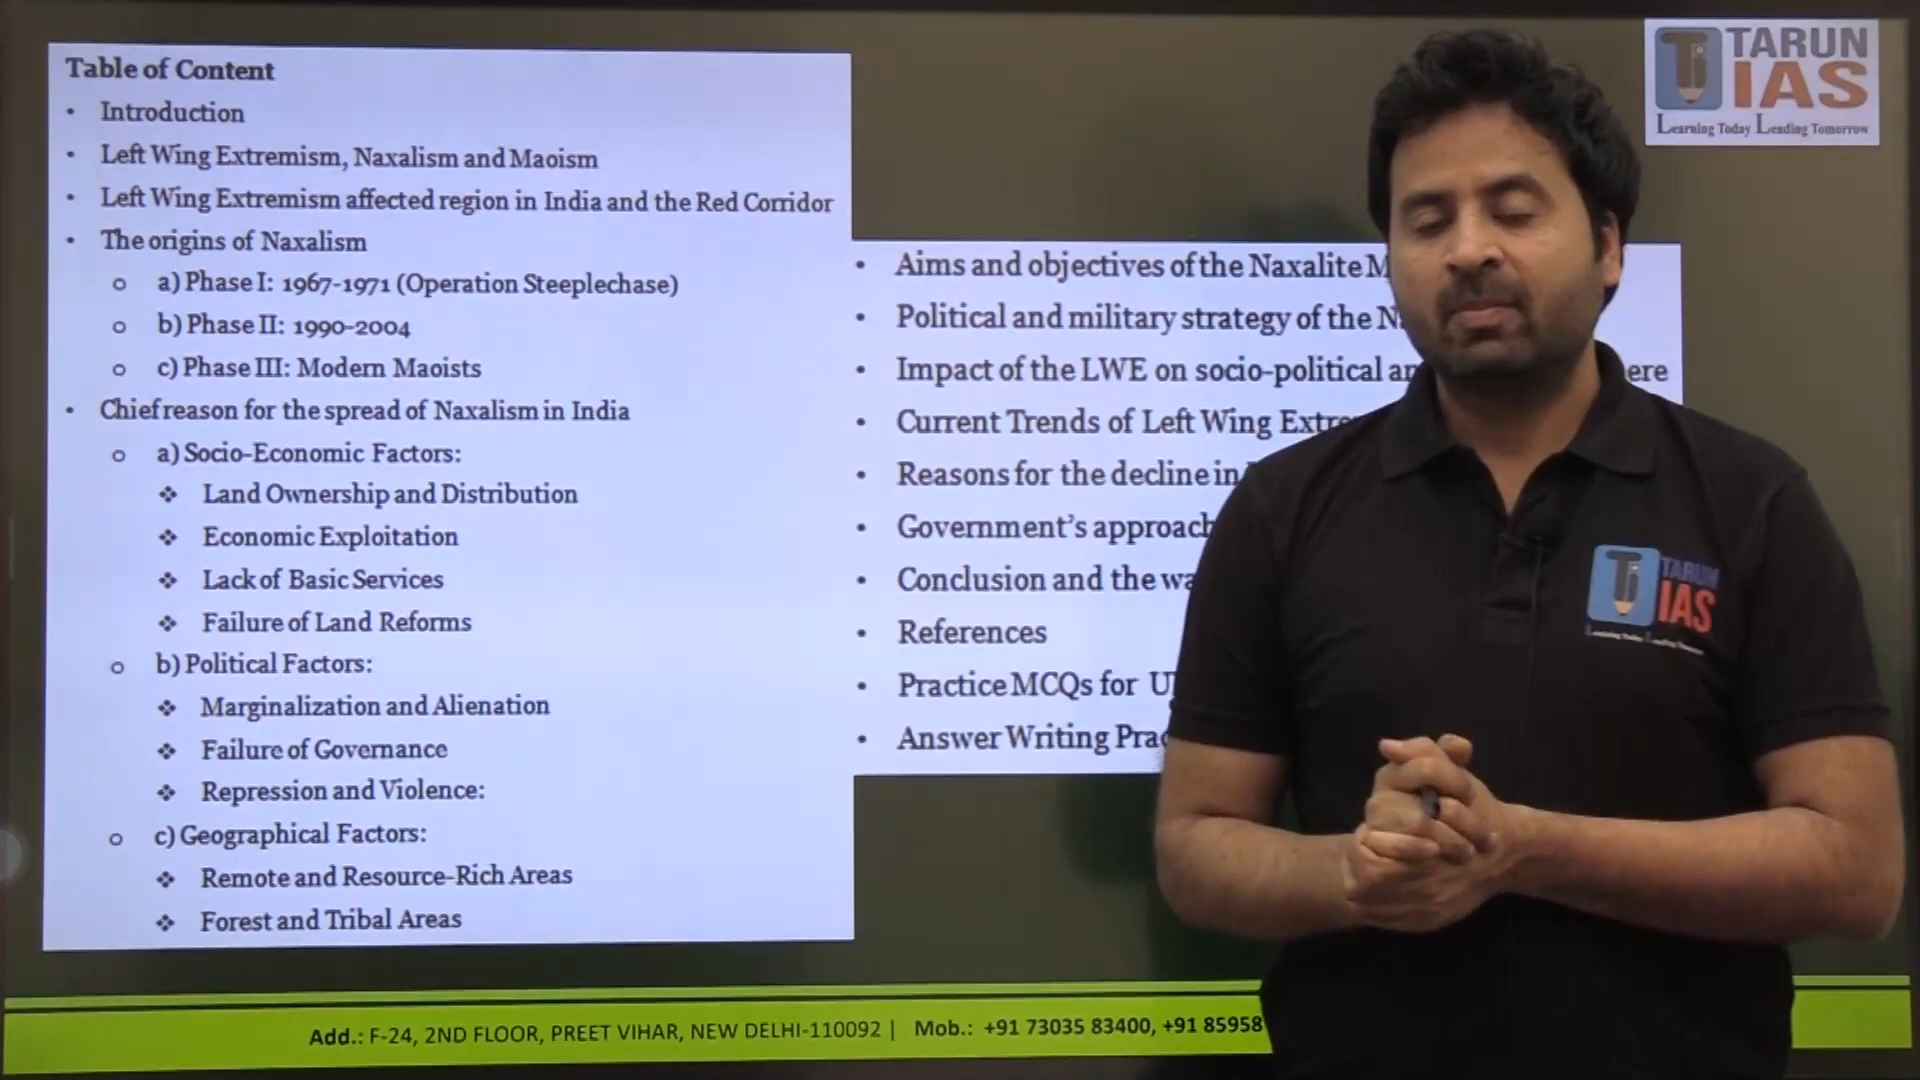 Table of Content
• Introduction
• Left Wing Extremism, Naxalism and Maoism
• Left Wing Extremism affected region in India and the Red Corridor
• The origins of Naxalism
o a) Phase I: 1967-1971 (Operation Steeplechase)
o b) Phase II: 1990-2004
o c) Phase III: Modern Maoists
• Chief reason for the spread of Naxalism in India
o a) Socio-Economic Factors:
❖ Land Ownership and Distribution
❖ Economic Exploitation
❖ Lack of Basic Services
❖ Failure of Land Reforms
o b) Political Factors:
❖ Marginalization and Alienation
❖ Failure of Governance
❖ Repression and Violence:
o c) Geographical Factors:
❖ Remote and Resource-Rich Areas
❖ Forest and Tribal Areas
• Aims and objectives of the Naxalite
• Political and military strategy of the
• Impact of the LWE on socio-political
• Current Trends of Left Wing
• Reasons for the decline in
• Government's approach
• Conclusion and the
• References
• Practice MCQs for
• Answer Writing
TARUN
IAS
Learning Today Leading Tomorrow
TARUN
IAS
Learning Today Leading Tomorrow
Add.: F-24, 2ND FLOOR, PREET VIHAR, NEW DELHI-110092 | Mob.: +91 73035 83400, +91 85958